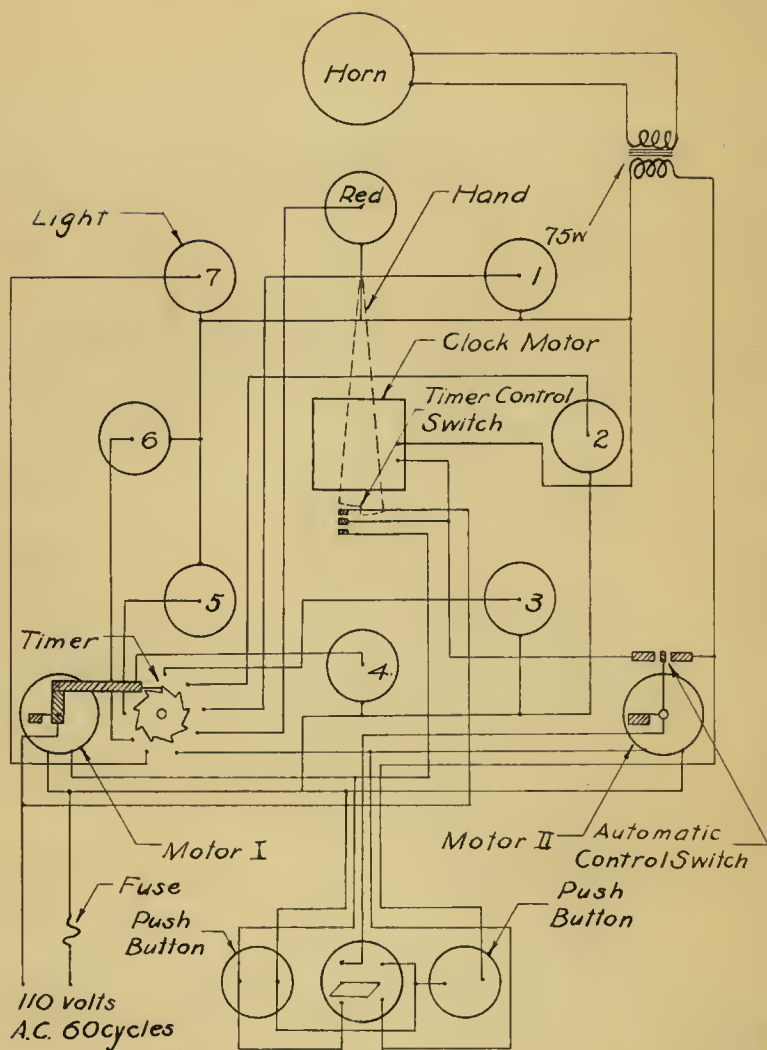 Horn
Red
Hand
Light
75W
7
1
Clock Motor
Timer Control
Switch
6
2
5
3
Timer
4
Motor I
Motor II
Automatic
Control Switch
Fuse
Push
Button
Push
Button
110 volts
A.C. 60cycles